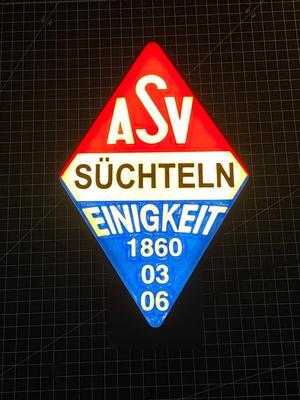 ASV
SÜCHTELN
EINIGKEIT
1860
03
06